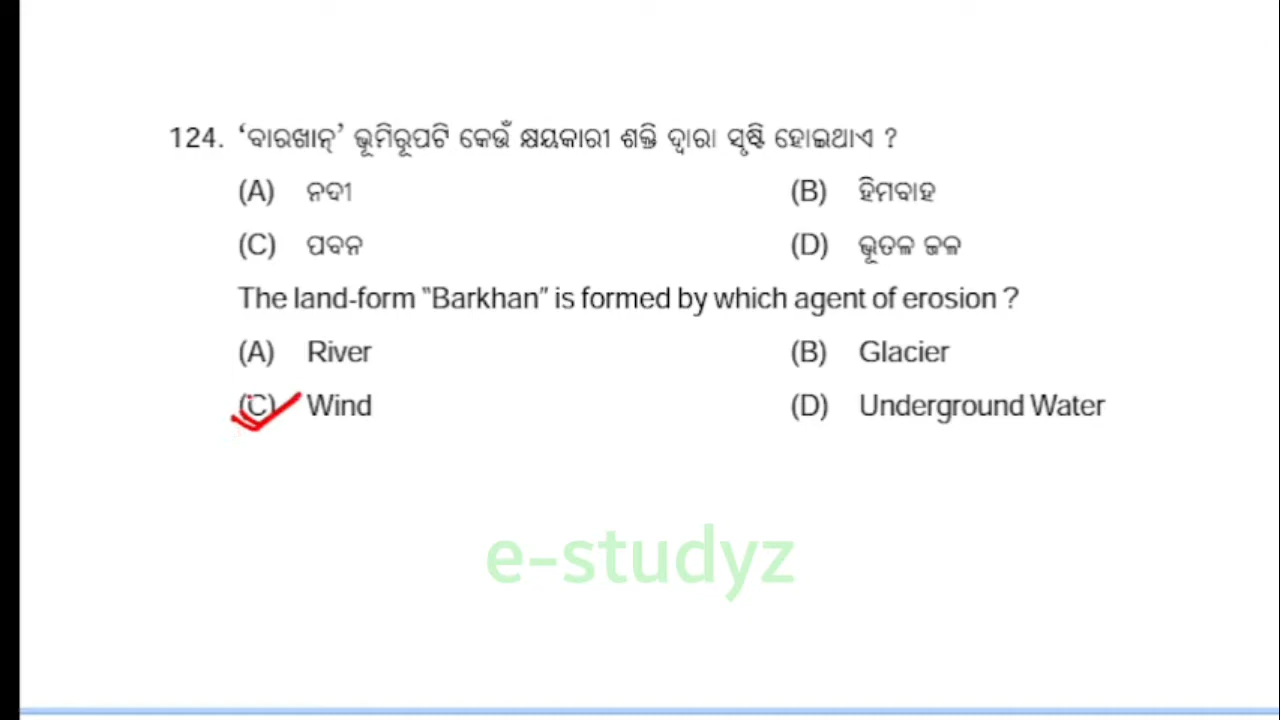 124. ‘ବାରଖାନ୍’ ଭୂମିରୂପଟି କେଉଁ କ୍ଷୟକାରୀ ଶକ୍ତି ଦ୍ୱାରା ସୃଷ୍ଟି ହୋଇଥାଏ ?
(A) ନଦୀ (B) ହିମବାହ
(C) ପବନ (D) ଭୂତଳ ଜଳ
The land-form “Barkhan” is formed by which agent of erosion ?
(A) River (B) Glacier
(C) Wind (D) Underground Water
e-studyz